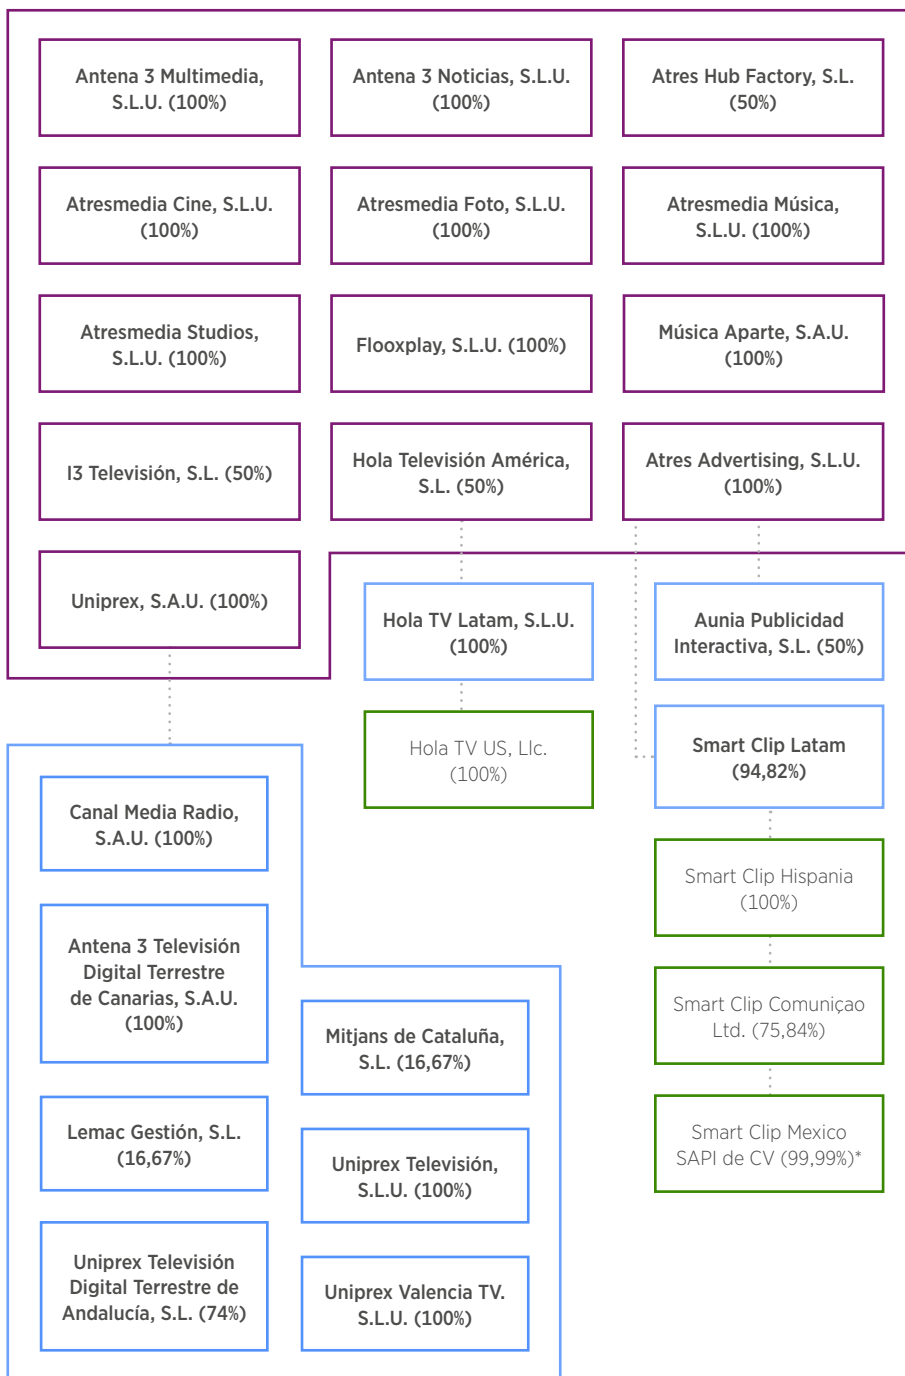 Antena 3 Multimedia,
S.L.U. (100%)
Antena 3 Noticias, S.L.U.
(100%)
Atres Hub Factory, S.L.
(50%)
Atresmedia Cine, S.L.U.
(100%)
Atresmedia Foto, S.L.U.
(100%)
Atresmedia Música,
S.L.U. (100%)
Atresmedia Studios,
S.L.U. (100%)
Flooxplay, S.L.U. (100%)
Música Aparte, S.A.U.
(100%)
I3 Televisión, S.L. (50%)
Hola Televisión América,
S.L. (50%)
Atres Advertising, S.L.U.
(100%)
Uniprex, S.A.U. (100%)
Hola TV Latam, S.L.U.
(100%)
Aunia Publicidad
Interactiva, S.L. (50%)
Hola TV US, Llc.
(100%)
Smart Clip Latam
(94,82%)
Smart Clip Hispania
(100%)
Smart Clip Comuniçao
Ltd. (75,84%)
Smart Clip Mexico
SAPI de CV (99,99%)*
Canal Media Radio,
S.A.U. (100%)
Antena 3 Televisión
Digital Terrestre
de Canarias, S.A.U.
(100%)
Mitjans de Cataluña,
S.L. (16,67%)
Lemac Gestión, S.L.
(16,67%)
Uniprex Televisión,
S.L.U. (100%)
Uniprex Televisión
Digital Terrestre de
Andalucía, S.L. (74%)
Uniprex Valencia TV.
S.L.U. (100%)